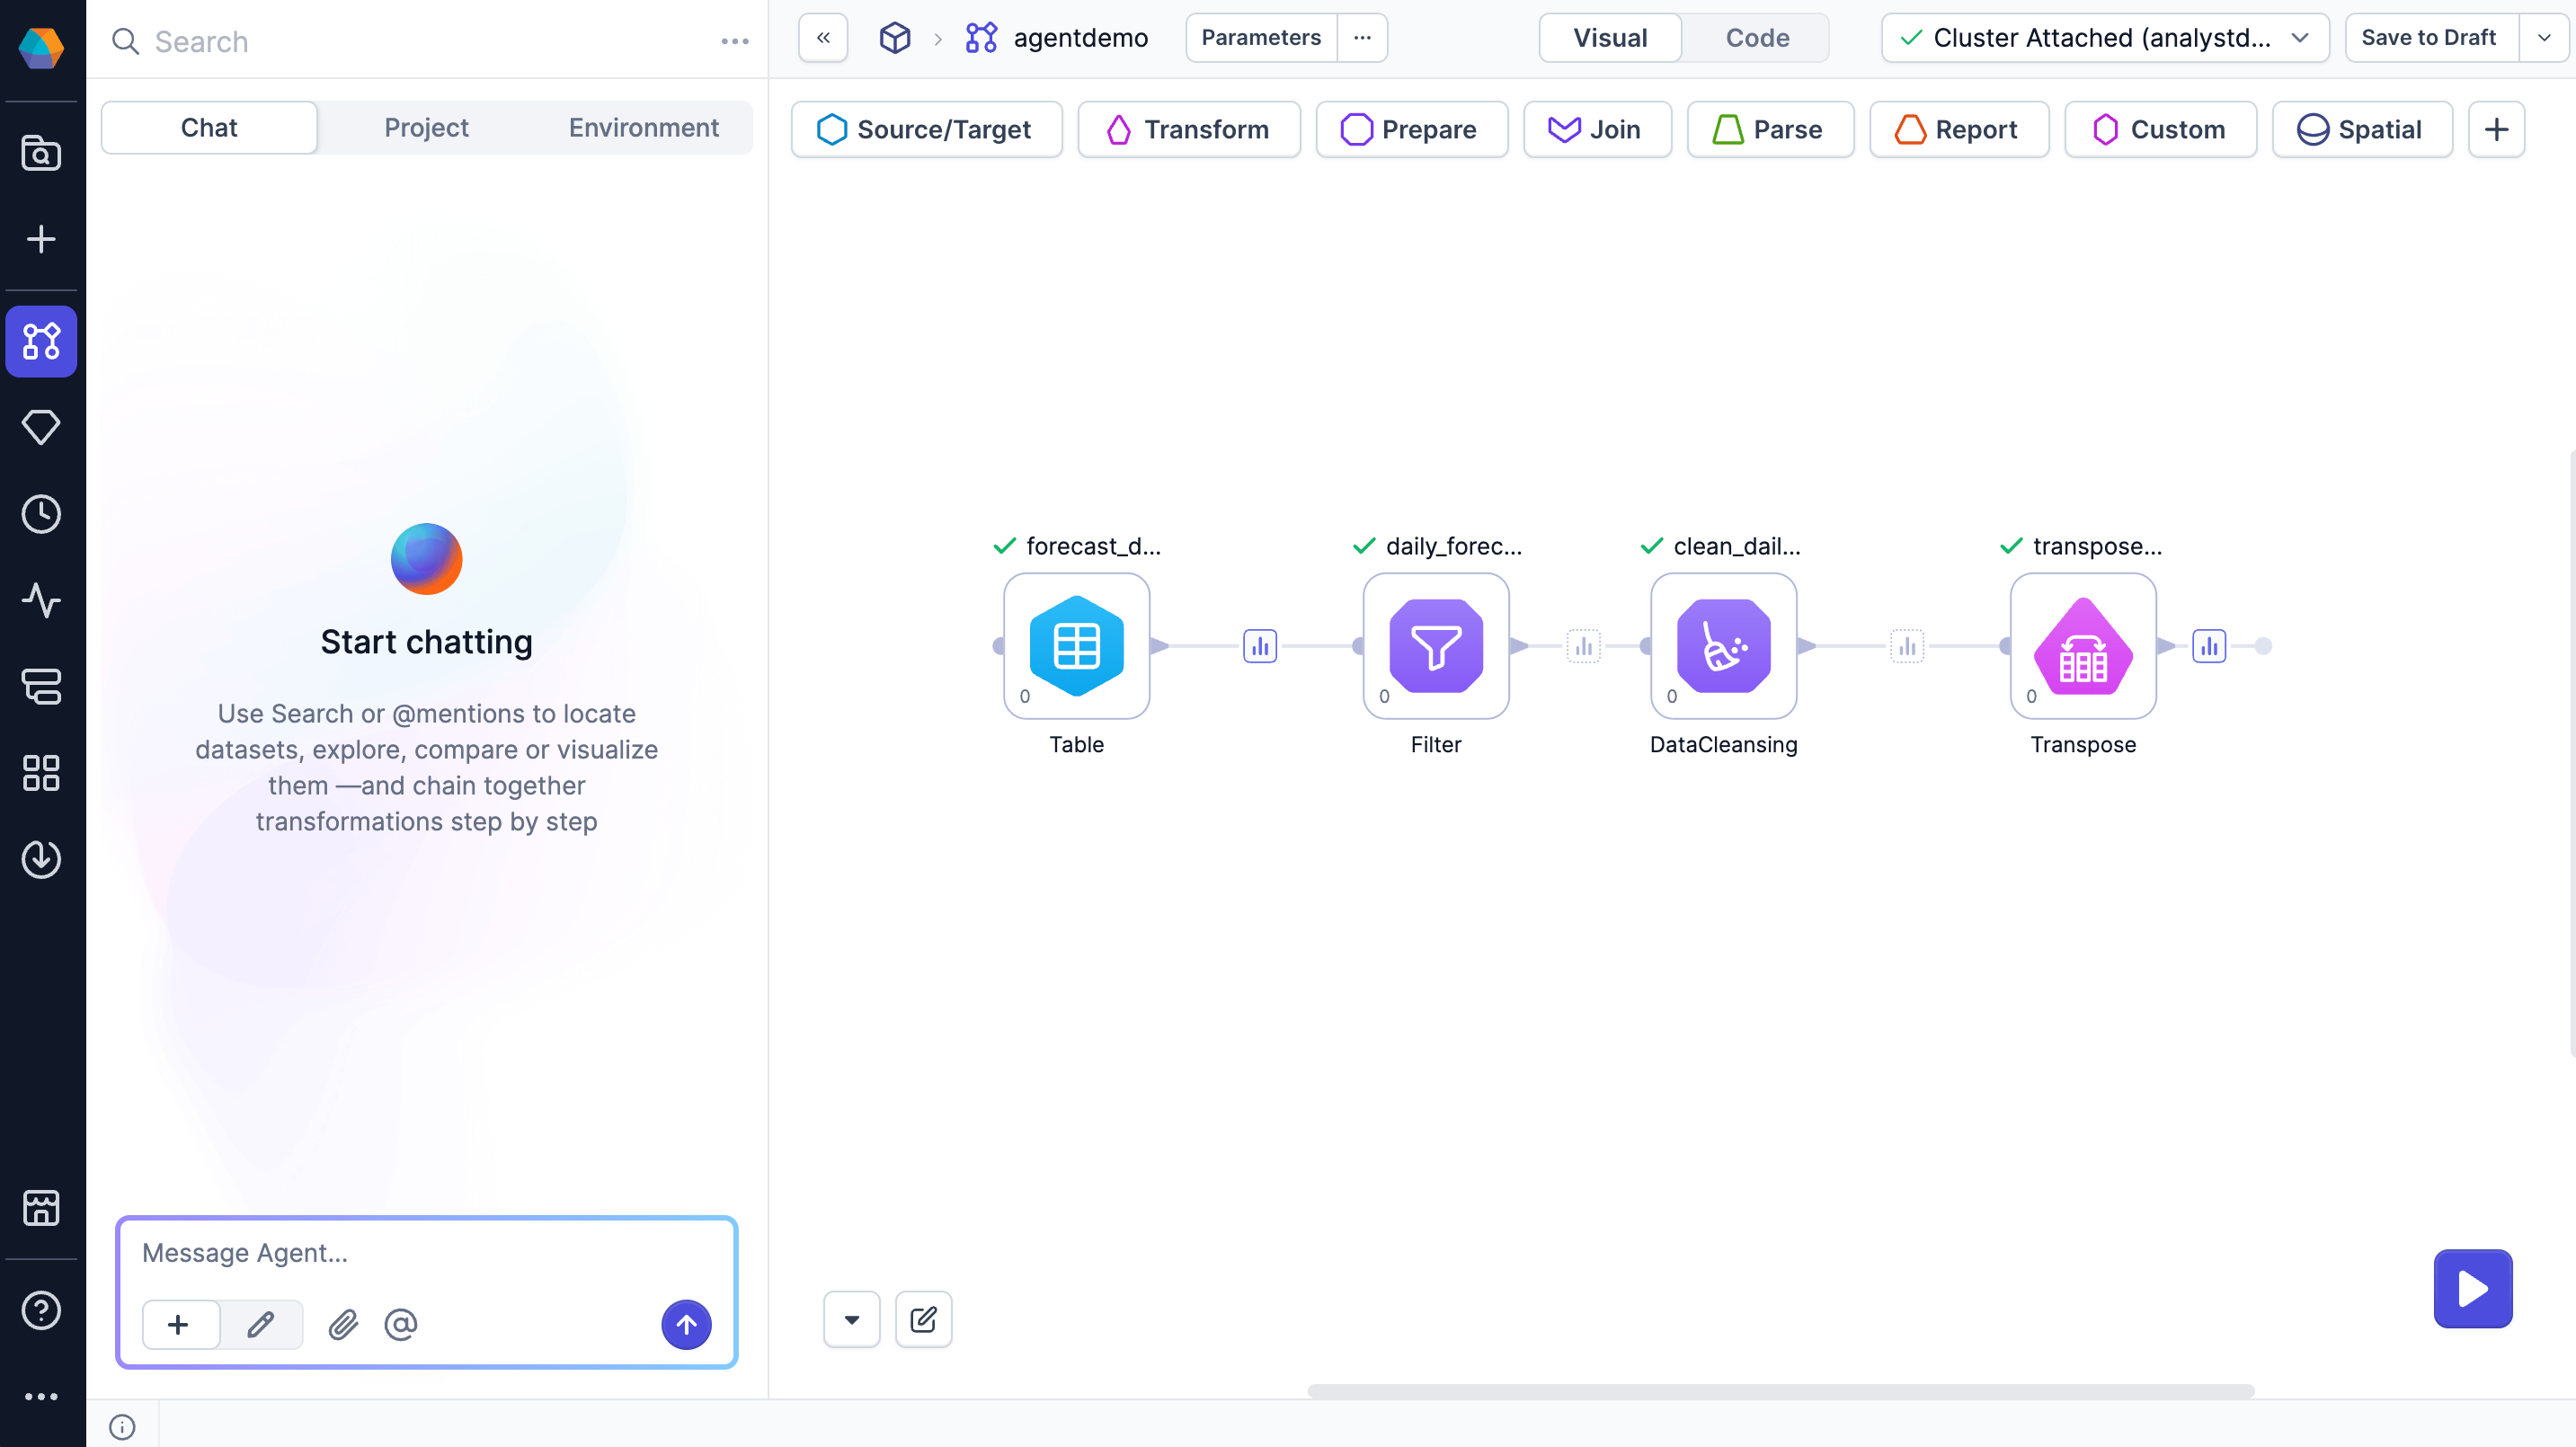 Search
agentdemo
Parameters
Visual
Code
Cluster Attached (analystd...
Save to Draft
Chat
Project
Environment
Source/Target
Transform
Prepare
Join
Parse
Report
Custom
Spatial
Start chatting
Use Search or @mentions to locate
datasets, explore, compare or visualize
them —and chain together
transformations step by step
forecast_d...
daily_forec...
clean_dail...
transpose...
0
0
0
0
Table
Filter
DataCleansing
Transpose
Message Agent...